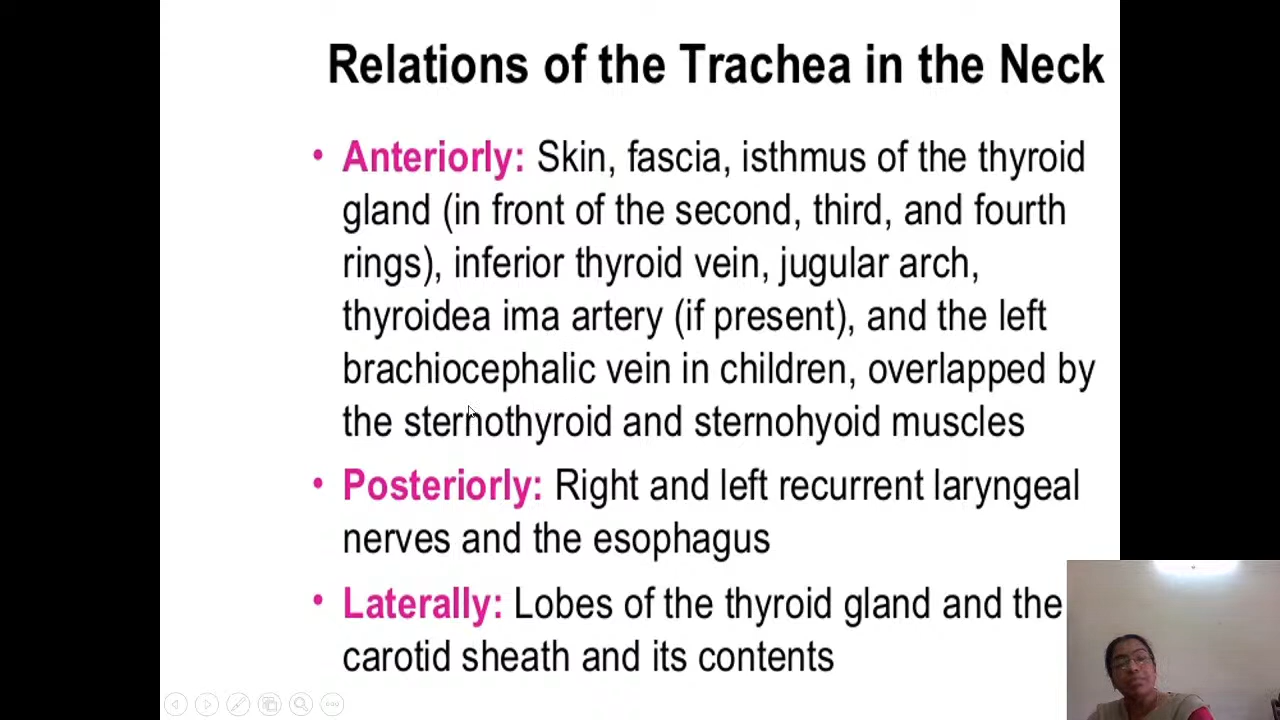 Relations of the Trachea in the Neck
• Anteriorly: Skin, fascia, isthmus of the thyroid
gland (in front of the second, third, and fourth
rings), inferior thyroid vein, jugular arch,
thyroidea ima artery (if present), and the left
brachiocephalic vein in children, overlapped by
the sternothyroid and sternohyoid muscles
• Posteriorly: Right and left recurrent laryngeal
nerves and the esophagus
• Laterally: Lobes of the thyroid gland and the
carotid sheath and its contents